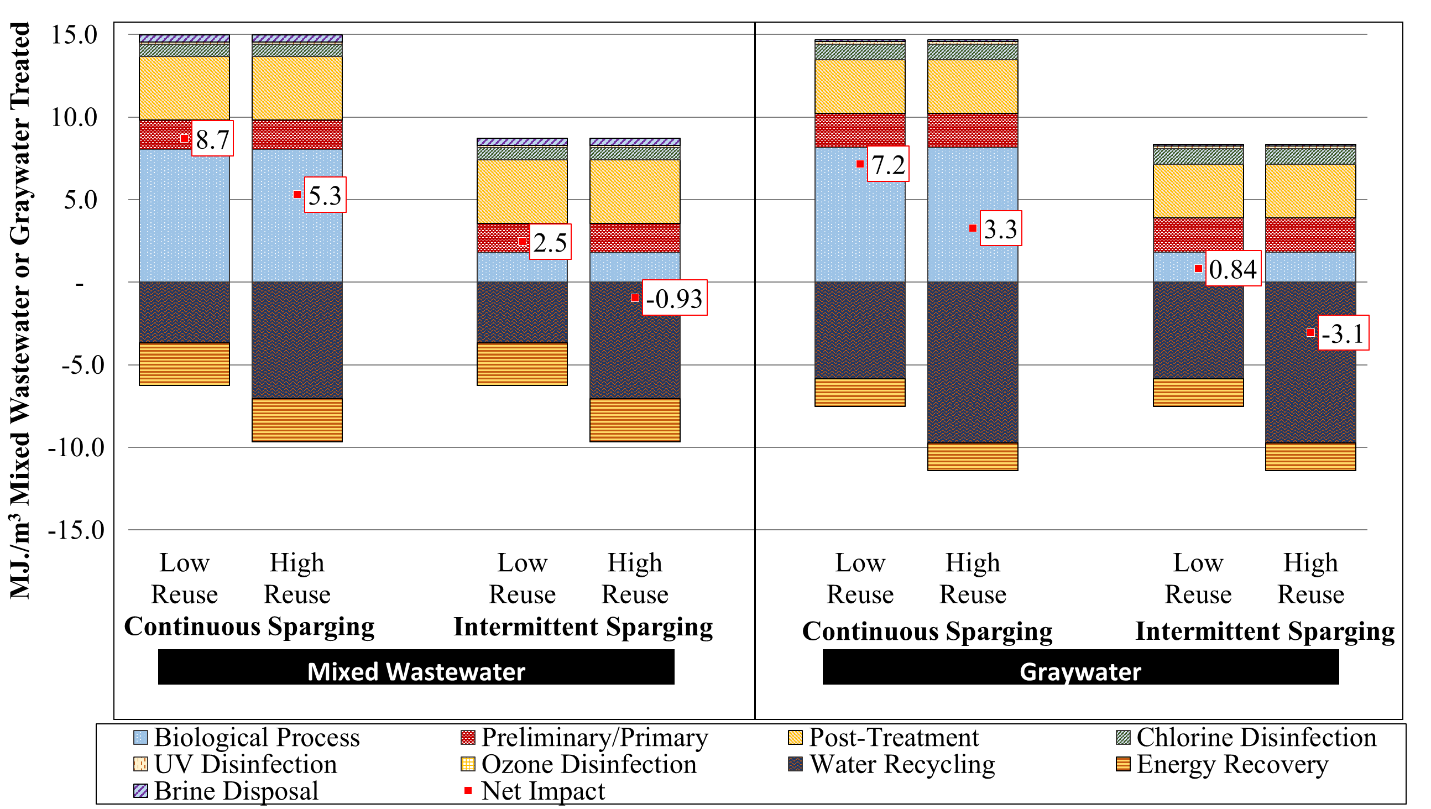 MJ./m³ Mixed Wastewater or Graywater Treated
15.0
10.0
5.0
-
-5.0
-10.0
-15.0
8.7
5.3
2.5
-0.93
7.2
3.3
0.84
-3.1
Low Reuse
High Reuse
Low Reuse
High Reuse
Low Reuse
High Reuse
Low Reuse
High Reuse
Continuous Sparging
Intermittent Sparging
Continuous Sparging
Intermittent Sparging
Mixed Wastewater
Graywater
Biological Process
Preliminary/Primary
Post-Treatment
Chlorine Disinfection
UV Disinfection
Ozone Disinfection
Water Recycling
Energy Recovery
Brine Disposal
Net Impact